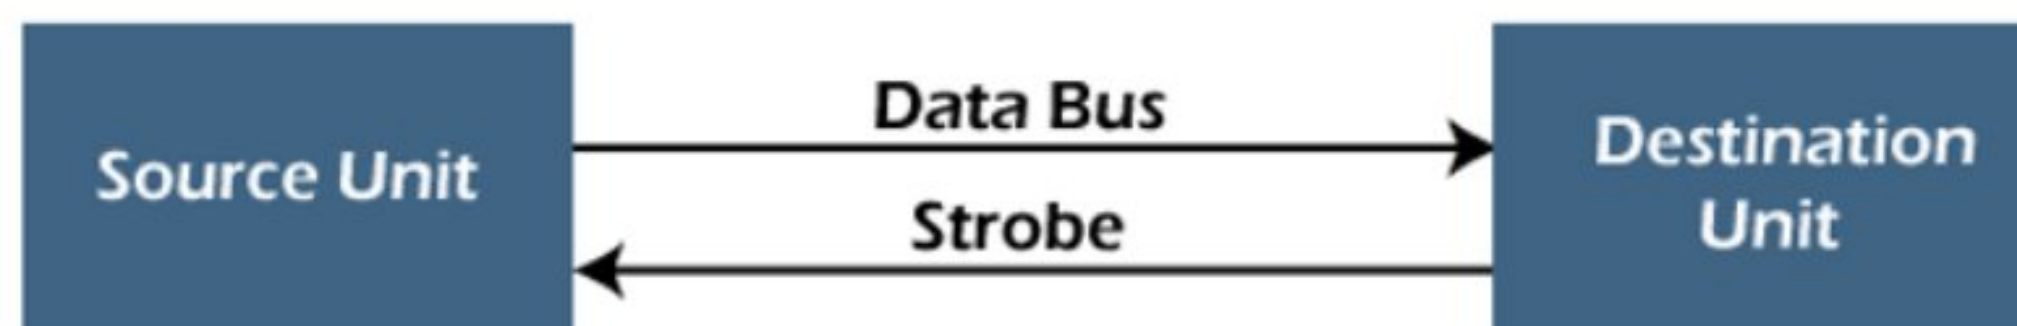 Source Unit
Data Bus
Strobe
Destination
Unit